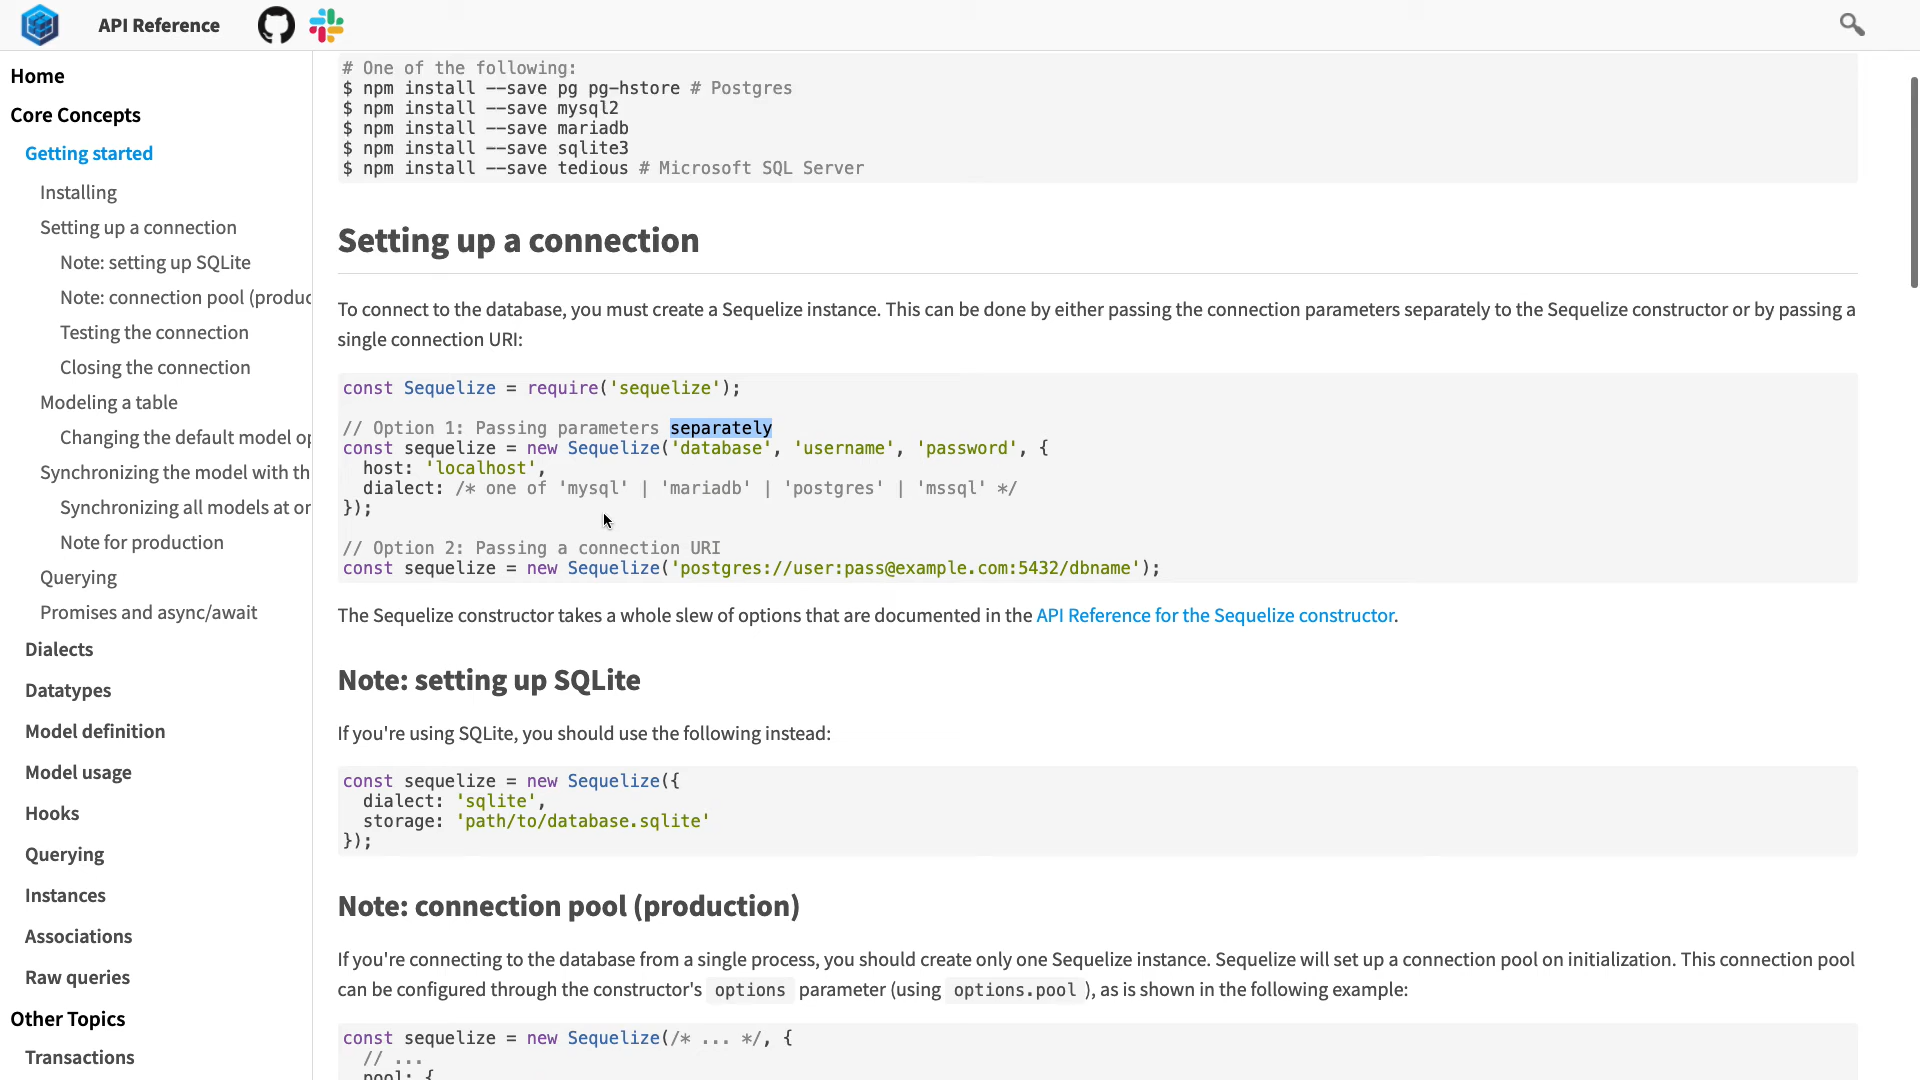 API Reference
Home
Core Concepts
Getting started
Installing
Setting up a connection
Note: setting up SQLite
Note: connection pool (produc
Testing the connection
Closing the connection
Modeling a table
Changing the default model op
Synchronizing the model with th
Synchronizing all models at on
Note for production
Querying
Promises and async/await
Dialects
Datatypes
Model definition
Model usage
Hooks
Querying
Instances
Associations
Raw queries
Other Topics
Transactions
# One of the following:
$ npm install --save pg pg-hstore # Postgres
$ npm install --save mysql2
$ npm install --save mariadb
$ npm install --save sqlite3
$ npm install --save tedious # Microsoft SQL Server
Setting up a connection
To connect to the database, you must create a Sequelize instance. This can be done by either passing the connection parameters separately to the Sequelize constructor or by passing a
single connection URI:
const Sequelize = require('sequelize');
// Option 1: Passing parameters separately
const sequelize = new Sequelize('database', 'username', 'password', {
  host: 'localhost',
  dialect: /* one of 'mysql' | 'mariadb' | 'postgres' | 'mssql' */
});
// Option 2: Passing a connection URI
const sequelize = new Sequelize('postgres://user:pass@example.com:5432/dbname');
The Sequelize constructor takes a whole slew of options that are documented in the API Reference for the Sequelize constructor.
Note: setting up SQLite
If you're using SQLite, you should use the following instead:
const sequelize = new Sequelize({
  dialect: 'sqlite',
  storage: 'path/to/database.sqlite'
});
Note: connection pool (production)
If you're connecting to the database from a single process, you should create only one Sequelize instance. Sequelize will set up a connection pool on initialization. This connection pool
can be configured through the constructor's options parameter (using options.pool ), as is shown in the following example:
const sequelize = new Sequelize(/* ... */, {
  // ...
  pool: {